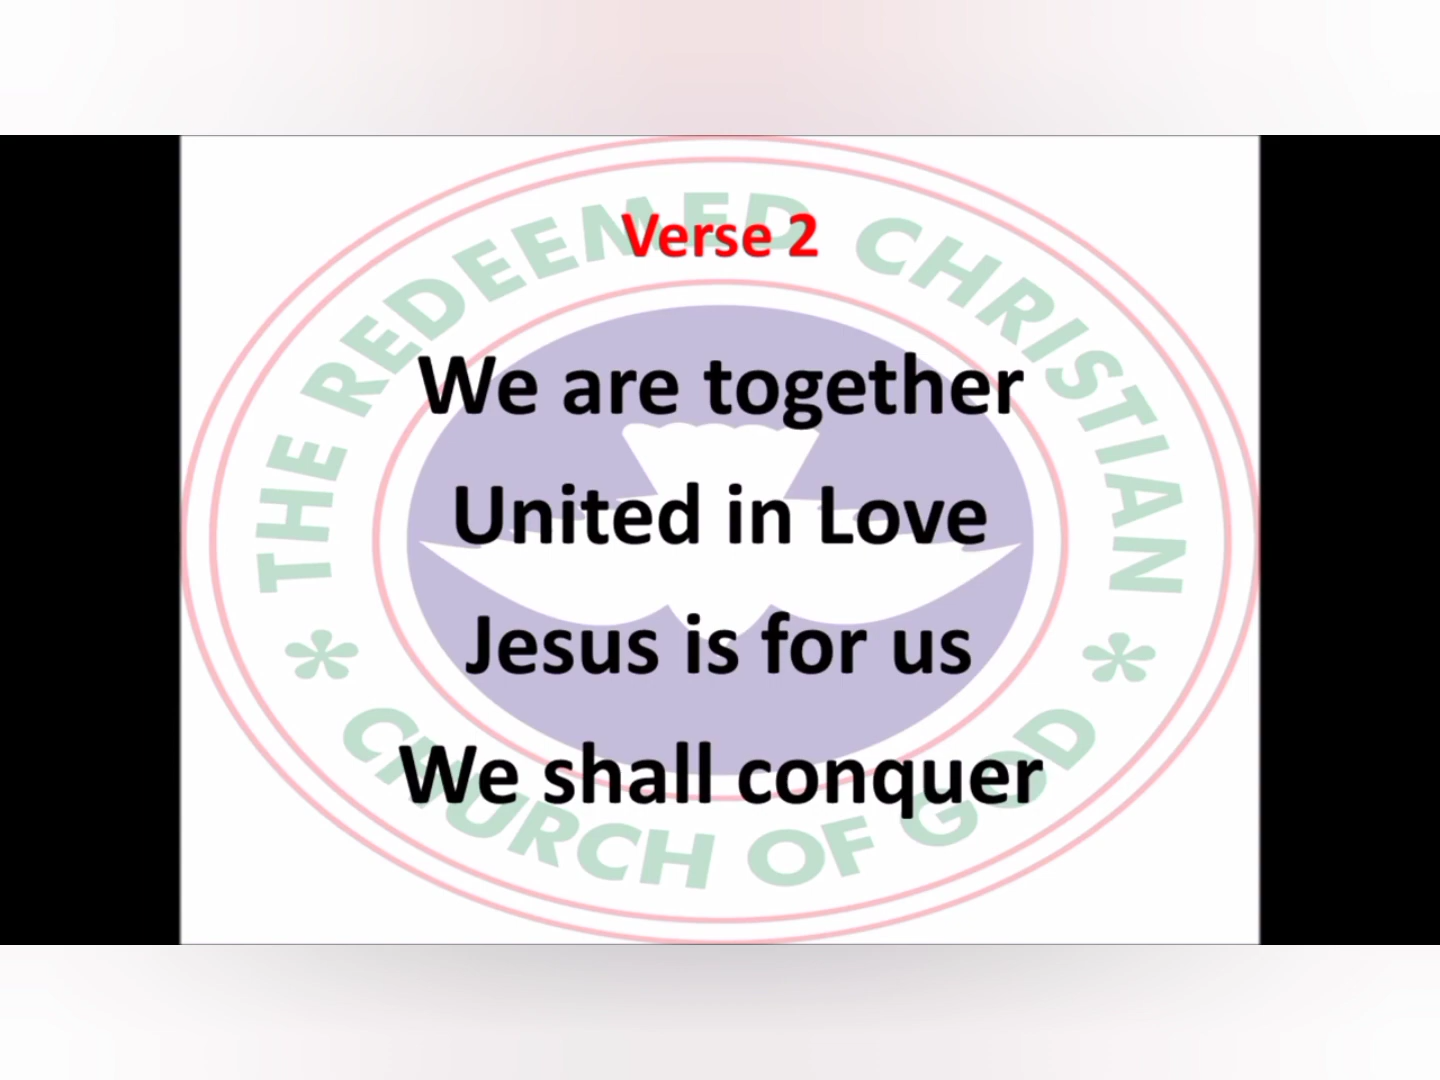 THE REDEEMED CHRISTIAN
Verse 2
We are together
United in Love
Jesus is for us
We shall conquer
* CHURCH OF GOD *